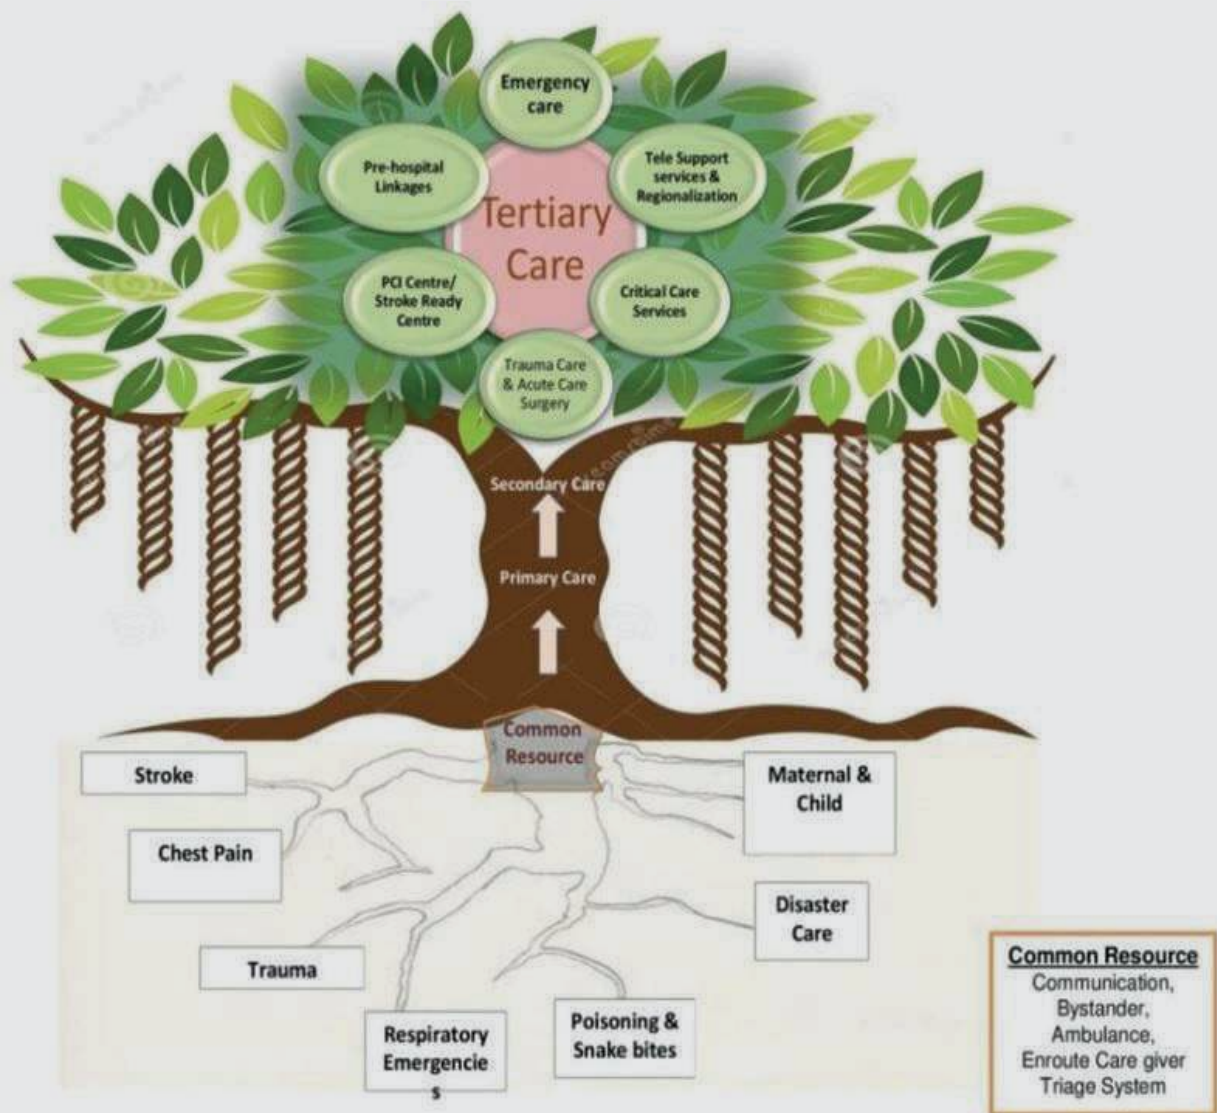 Emergency
care
Pre-hospital
Linkages
Tele Support
services &
Regionalization
Tertiary
Care
PCI Centre/
Stroke Ready
Centre
Critical Care
Services
Trauma Care
& Acute Care
Surgery
Secondary Care
Primary Care
Common
Resource
Stroke
Maternal &
Child
Chest Pain
Disaster
Care
Trauma
Respiratory
Emergencie
s
Poisoning &
Snake bites
Common Resource
Communication,
Bystander,
Ambulance,
Enroute Care giver
Triage System